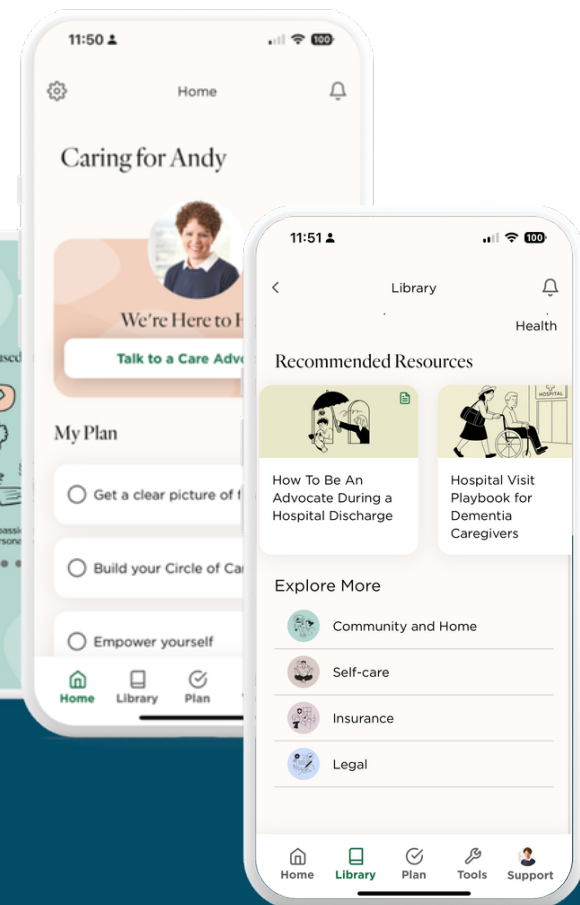 11:50
100
Home
Caring for Andy
We're Here to H
Talk to a Care Adv
My Plan
Get a clear picture of f
Build your Circle of Ca
Empower yourself
Home
Library
Plan
11:51
100
Library
Health
Recommended Resources
HOSPITAL
How To Be An
Advocate During a
Hospital Discharge
Hospital Visit
Playbook for
Dementia
Caregivers
Explore More
Community and Home
Self-care
Insurance
Legal
Home
Library
Plan
Tools
Support